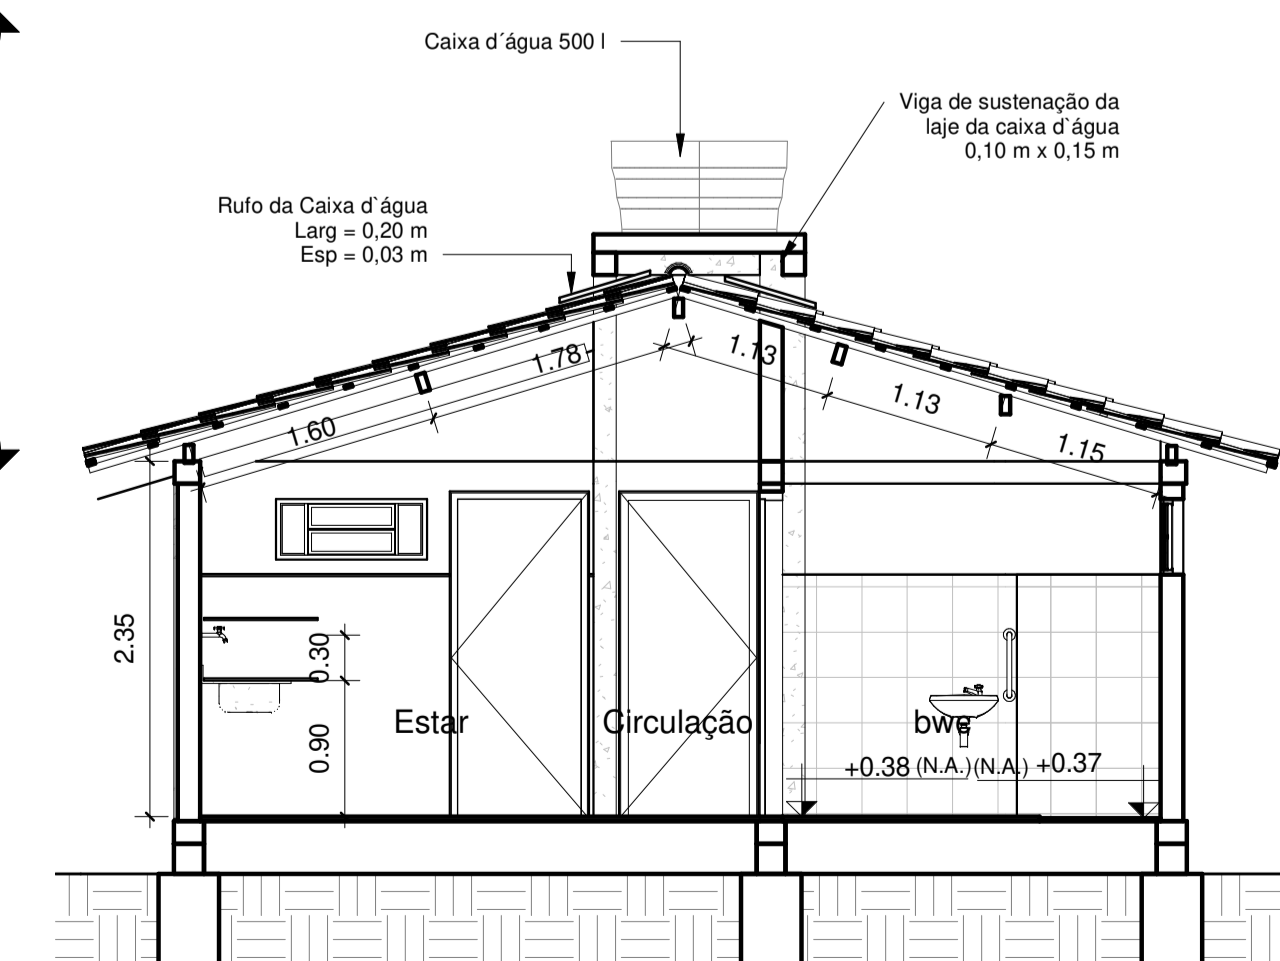 Caixa d´água 500 l
Viga de sustenação da
laje da caixa d`água
0,10 m x 0,15 m
Rufo da Caixa d`água
Larg = 0,20 m
Esp = 0,03 m
1.78
1.13
1.60
1.13
1.15
2.35
0.30
0.90
Estar
Circulação
bwc
+0.38 (N.A.)
(N.A.) +0.37